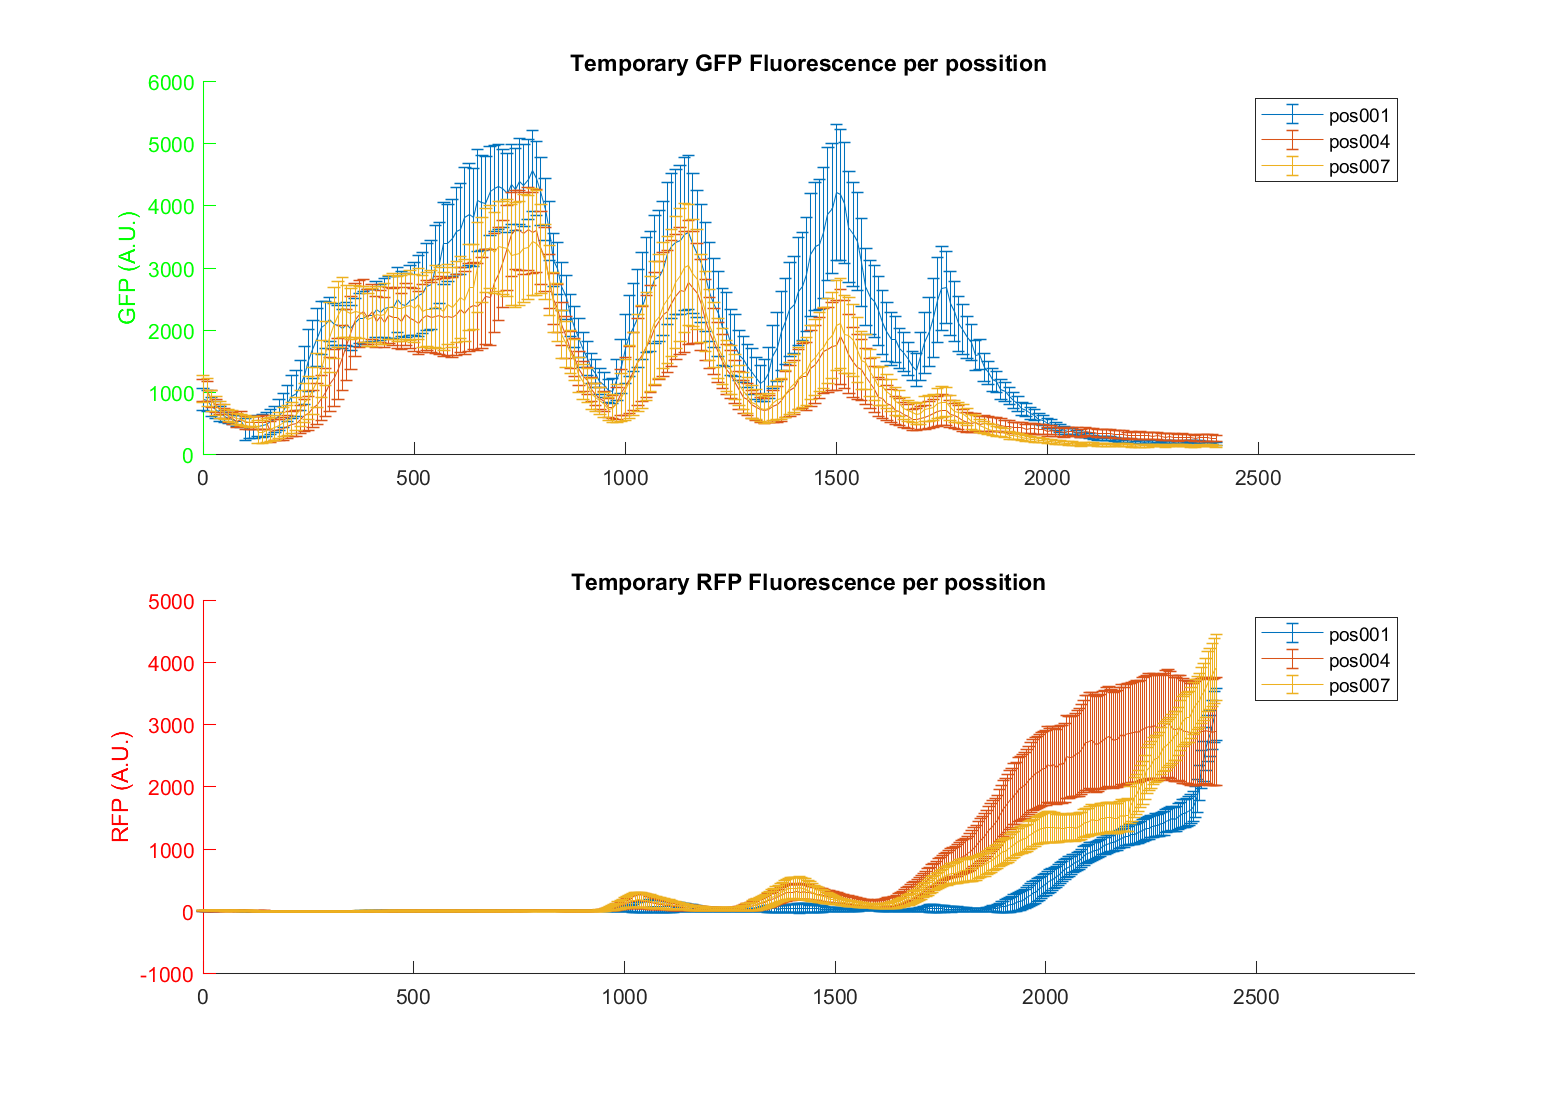 Temporary GFP Fluorescence per possition
6000
5000
4000
3000
2000
1000
0
GFP (A.U.)
0 500 1000 1500 2000 2500
pos001
pos004
pos007
Temporary RFP Fluorescence per possition
5000
4000
3000
2000
1000
0
-1000
RFP (A.U.)
0 500 1000 1500 2000 2500
pos001
pos004
pos007